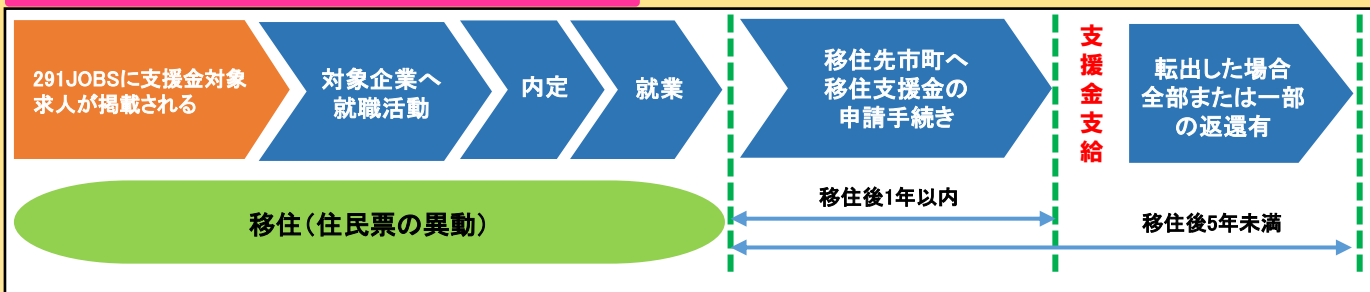 291JOBSに支援金対象
求人が掲載される
対象企業へ
就職活動
内定
就業
移住先市町へ
移住支援金の
申請手続き
支援金支給
転出した場合
全部または一部
の返還有
移住(住民票の異動)
移住後1年以内
移住後5年未満